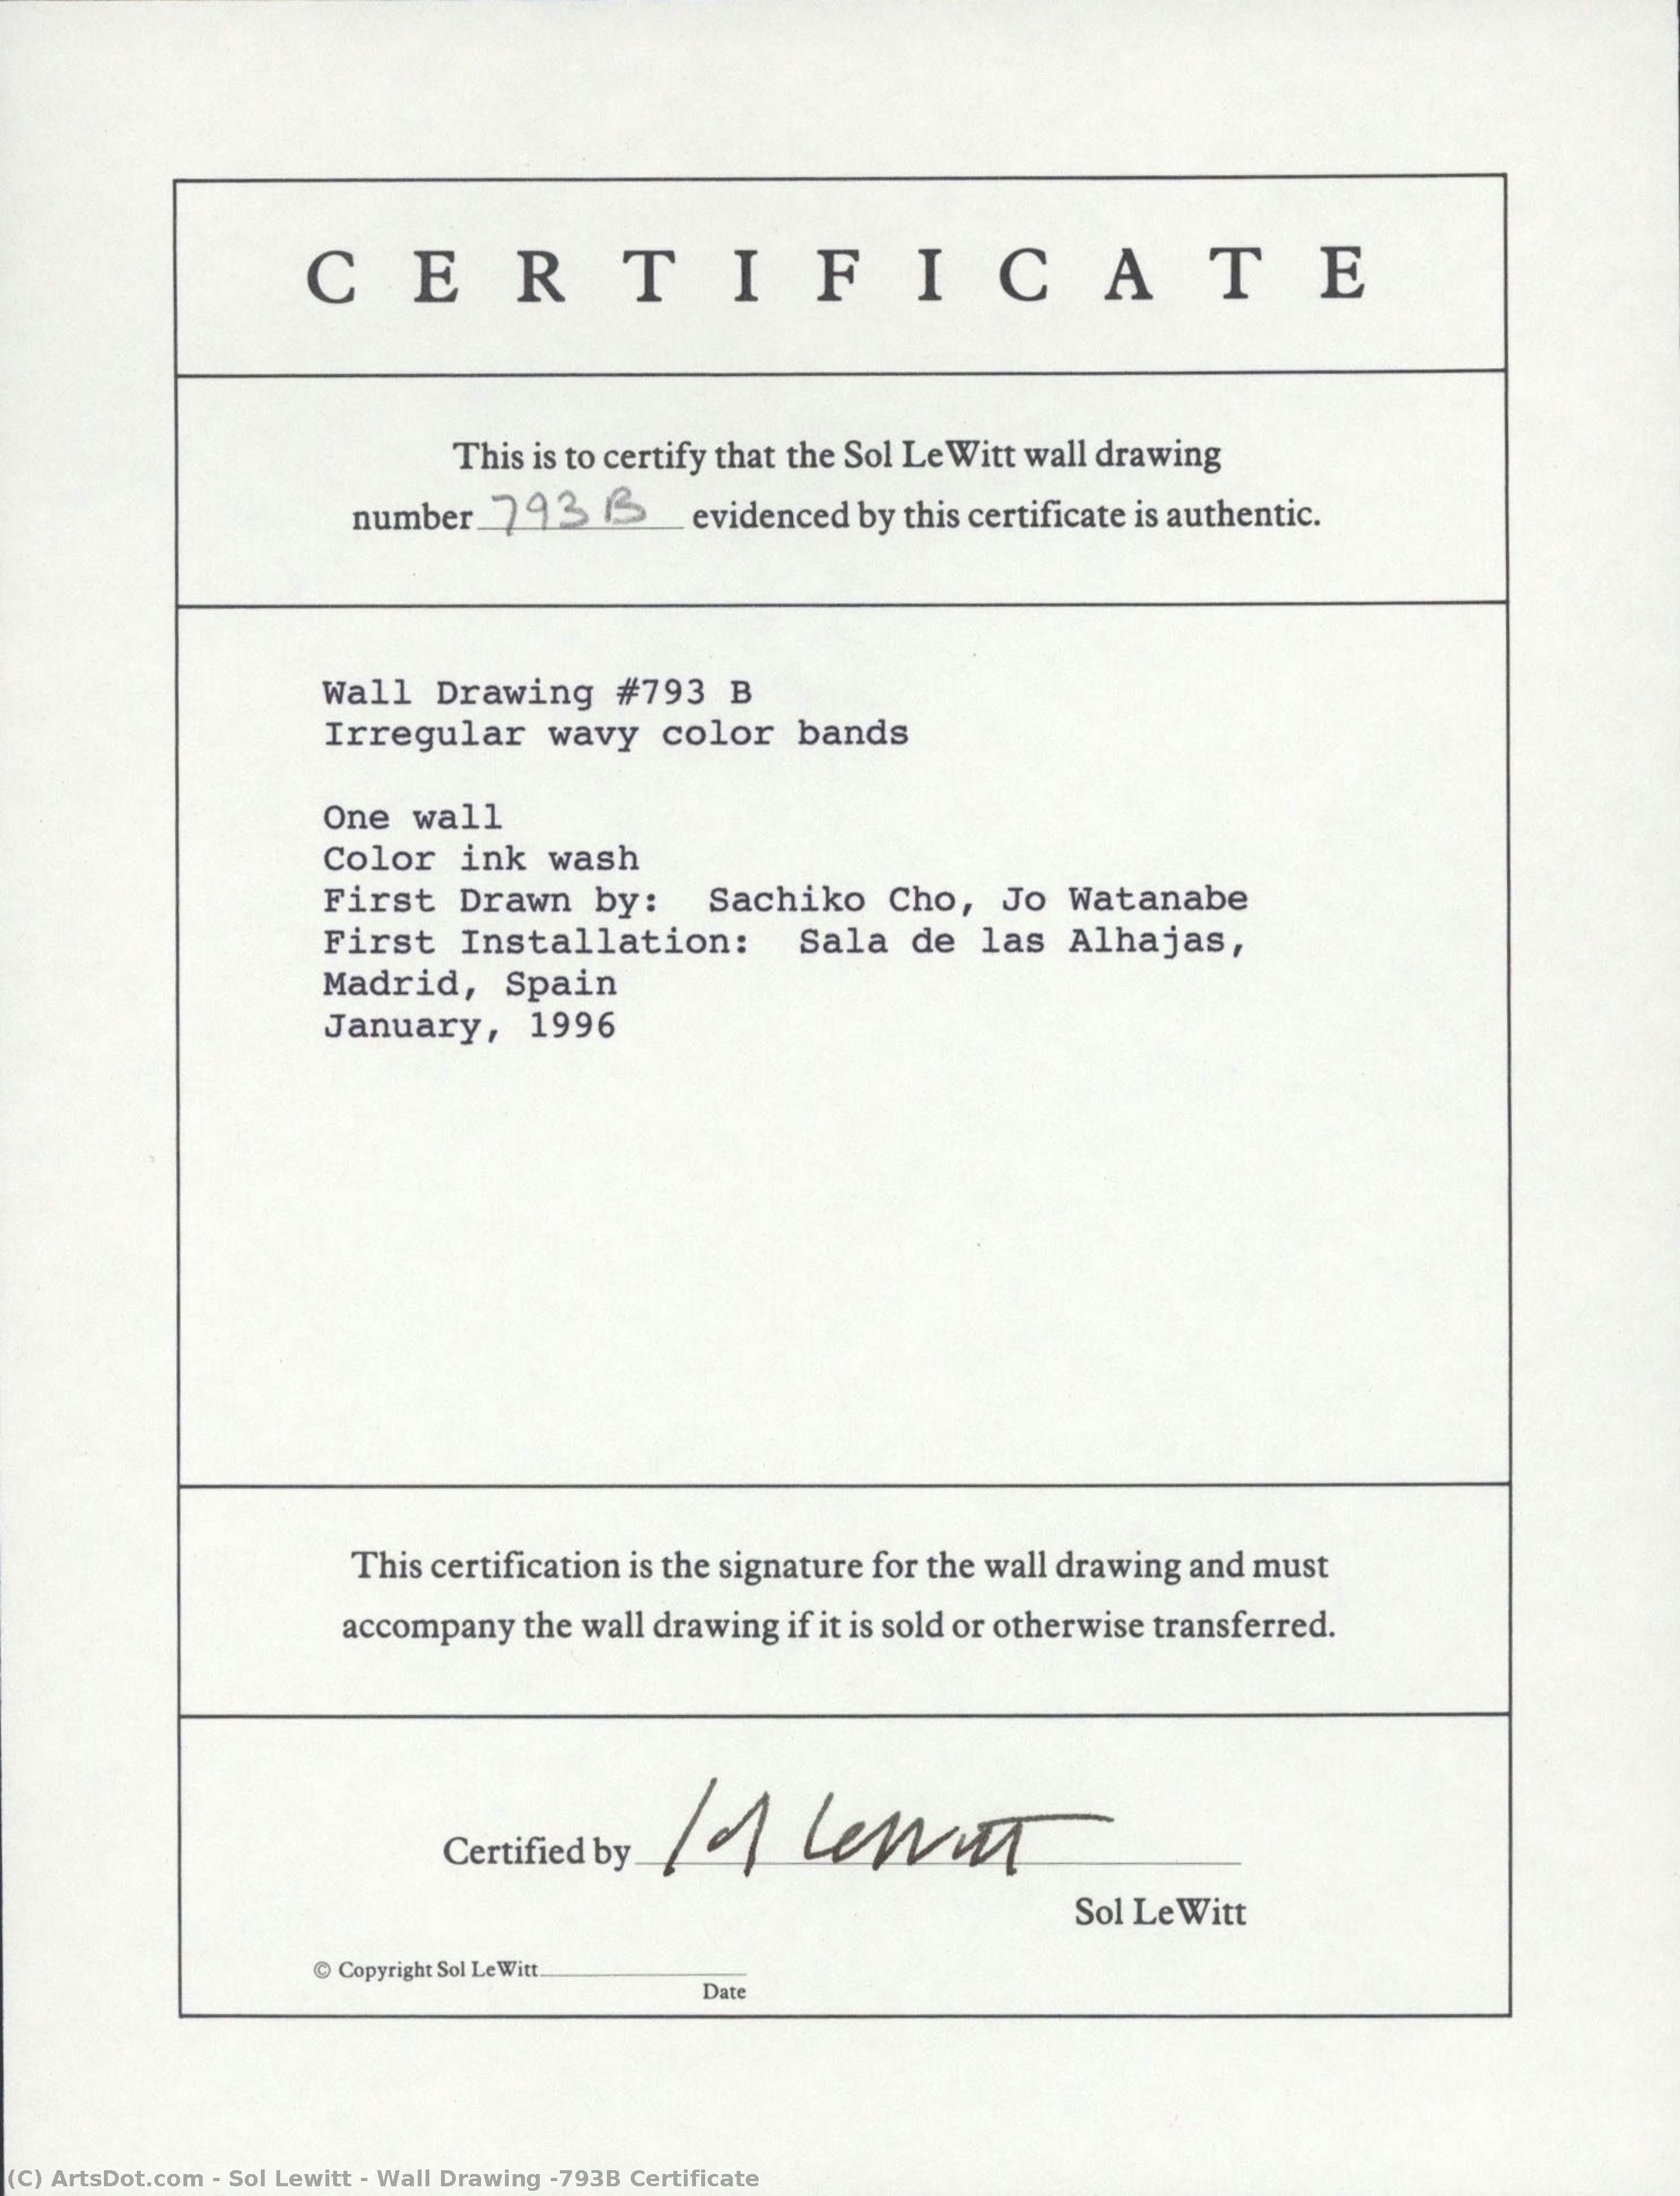 CERTIFICATE
This is to certify that the Sol LeWitt wall drawing
number 793 B evidenced by this certificate is authentic.
Wall Drawing #793 B
Irregular wavy color bands
One wall
Color ink wash
First Drawn by: Sachiko Cho, Jo Watanabe
First Installation: Sala de las Alhajas,
Madrid, Spain
January, 1996
This certification is the signature for the wall drawing and must
accompany the wall drawing if it is sold or otherwise transferred.
Certified by Sol LeWitt
Sol LeWitt
© Copyright Sol LeWitt
Date
(C) ArtsDot.com - Sol Lewitt - Wall Drawing -793B Certificate